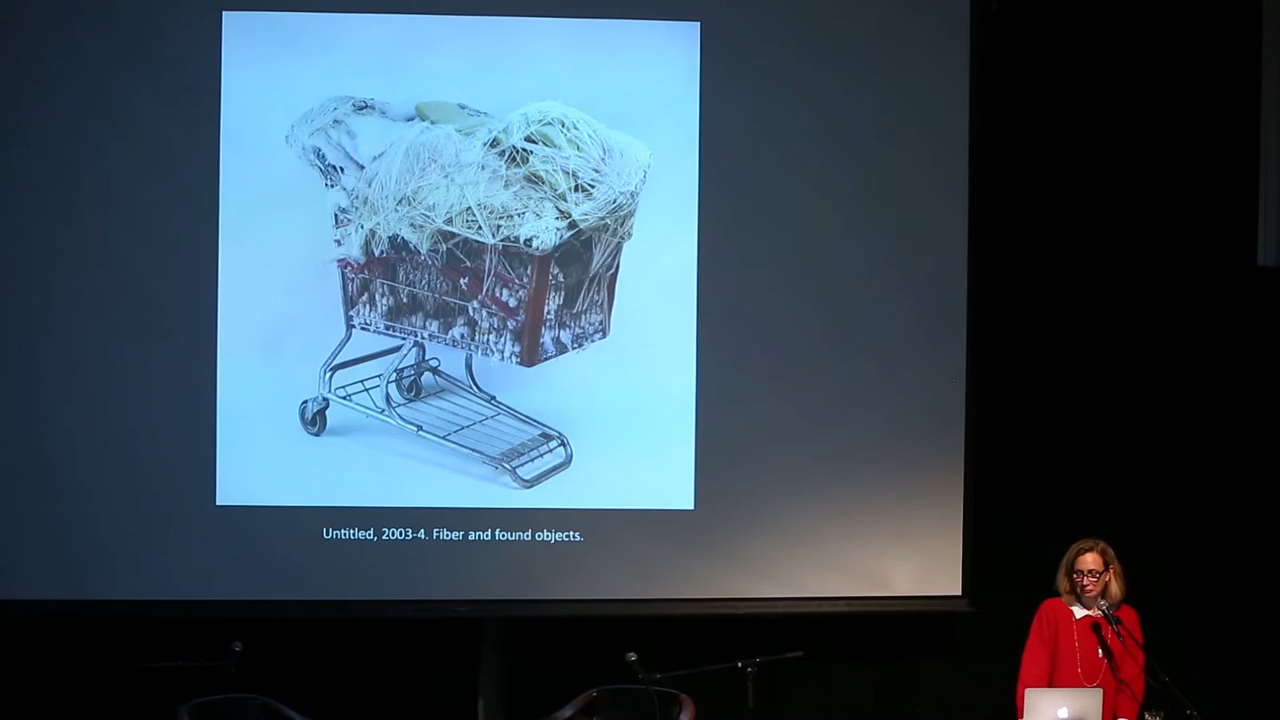 Untitled, 2003-4. Fiber and found objects.